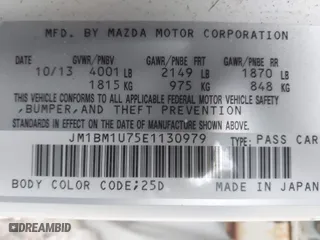 MFD. BY MAZDA MOTOR CORPORATION
GVWR/PNBV GAWR/PNBE FRT GAWR/PNBE RR
10/13 4001 LB 2149 LB 1870 LB
1815 KG 975 KG 848 KG
THIS VEHICLE CONFORMS TO ALL APPLICABLE FEDERAL MOTOR VEHICLE SAFETY,
BUMPER, AND THEFT PREVENTION
STANDARDS IN EFFECT ON THE DATE OF MANUFACTURE SHOWN ABOVE.
JM1BM1U75E1130979 TYPE: PASS CAR
BODY COLOR CODE;25D MADE IN JAPAN
© DREAMBID